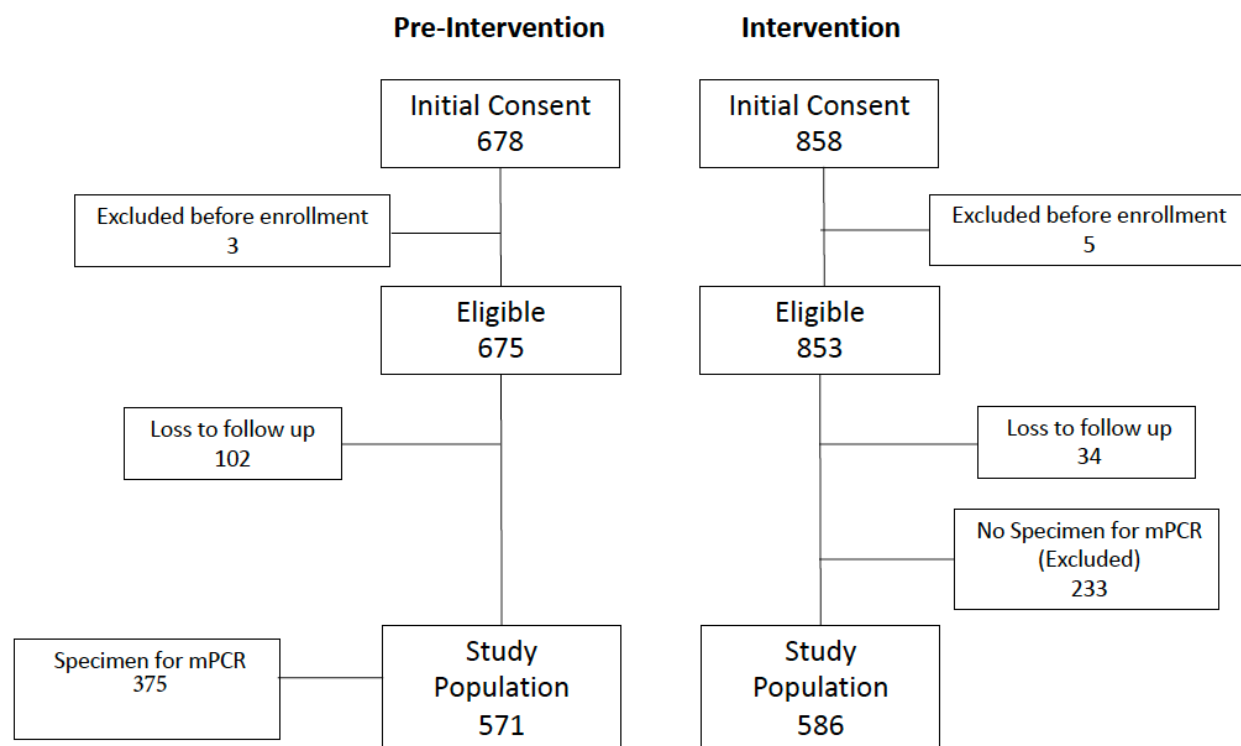 Pre-Intervention
Intervention
Initial Consent
678
Initial Consent
858
Excluded before enrollment
3
Excluded before enrollment
5
Eligible
675
Eligible
853
Loss to follow up
102
Loss to follow up
34
No Specimen for mPCR
(Excluded)
233
Specimen for mPCR
375
Study
Population
571
Study
Population
586